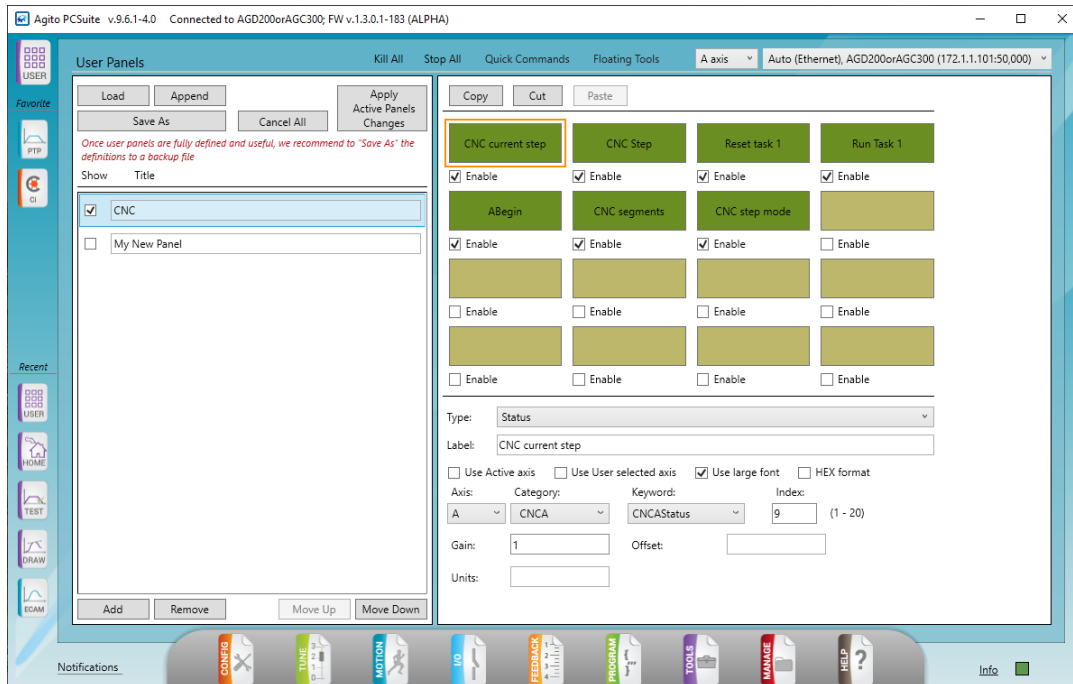 Agito PCSuite v.9.6.1-4.0 Connected to AGD200orAGC300; FW v.1.3.0.1-183 (ALPHA)
USER
Favorite
PTP
CI
Recent
USER
HOME
TEST
DRAW
ECAM
User Panels
Kill All Stop All Quick Commands Floating Tools A axis Auto (Ethernet), AGD200orAGC300 (172.1.1.101:50,000)
Load Append
Save As Cancel All
Apply
Active Panels
Changes
Once user panels are fully defined and useful, we recommend to "Save As" the
definitions to a backup file
Show Title
CNC
My New Panel
Add Remove Move Up Move Down
Copy Cut Paste
CNC current step CNC Step Reset task 1 Run Task 1
Enable Enable Enable Enable
ABegin CNC segments CNC step mode
Enable Enable Enable Enable
Enable Enable Enable Enable
Enable Enable Enable Enable
Type: Status
Label: CNC current step
Use Active axis Use User selected axis Use large font HEX format
Axis: Category: Keyword: Index:
A CNCA CNCAStatus 9 (1 - 20)
Gain: 1 Offset:
Units:
Notifications
CONFIG
TUNE
MOTION
I/O
FEEDBACK
PROGRAM
TOOLS
MANAGE
HELP
?
Info